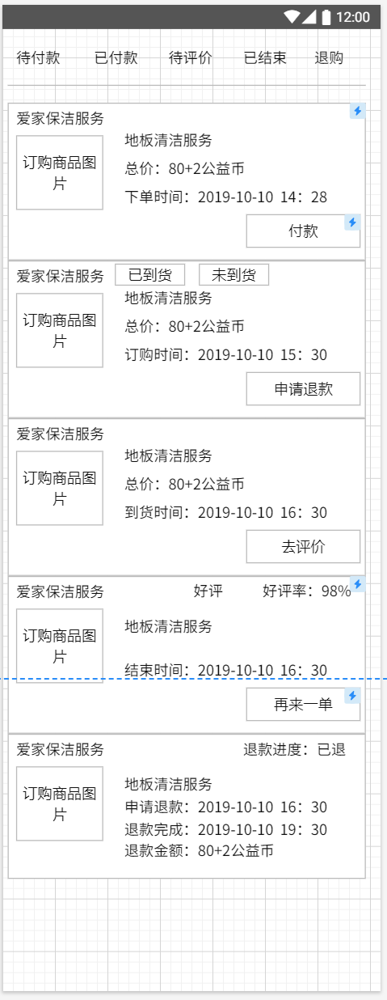 12:00
待付款 已付款 待评价 已结束 退购
爱家保洁服务
订购商品图
片
地板清洁服务
总价：80+2公益币
下单时间：2019-10-10 14：28
付款
爱家保洁服务 已到货 未到货
订购商品图
片
地板清洁服务
总价：80+2公益币
订购时间：2019-10-10 15：30
申请退款
爱家保洁服务
订购商品图
片
地板清洁服务
总价：80+2公益币
到货时间：2019-10-10 16：30
去评价
爱家保洁服务 好评 好评率：98%
订购商品图
片
地板清洁服务
结束时间：2019-10-10 16：30
再来一单
爱家保洁服务 退款进度：已退
订购商品图
片
地板清洁服务
申请退款：2019-10-10 16：30
退款完成：2019-10-10 19：30
退款金额：80+2公益币